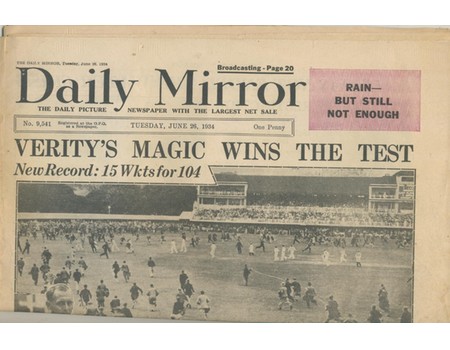 THE DAILY MIRROR, Tuesday, June 26, 1934
Broadcasting - Page 20
Daily Mirror
THE DAILY PICTURE NEWSPAPER WITH THE LARGEST NET SALE
RAIN—
BUT STILL
NOT ENOUGH
No. 9,541
Registered at the G.P.O.
as a Newspaper.
TUESDAY, JUNE 26, 1934
One Penny
VERITY'S MAGIC WINS THE TEST
New Record: 15 Wkts for 104